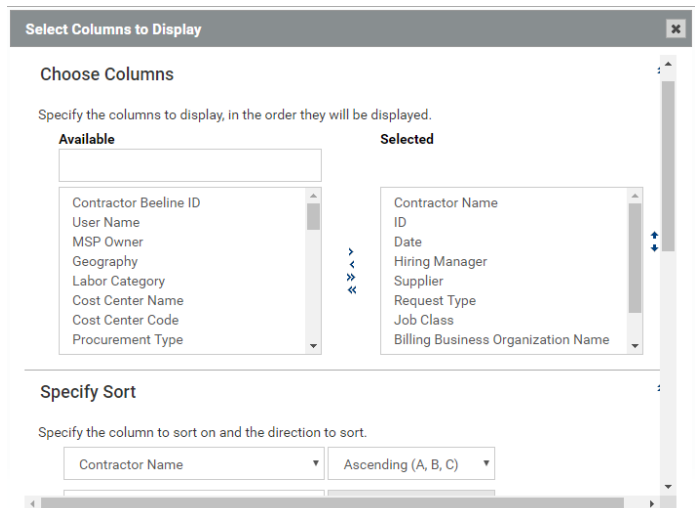 Select Columns to Display
Choose Columns
Specify the columns to display, in the order they will be displayed.
Available
Selected
Contractor Beeline ID
User Name
MSP Owner
Geography
Labor Category
Cost Center Name
Cost Center Code
Procurement Type
Contractor Name
ID
Date
Hiring Manager
Supplier
Request Type
Job Class
Billing Business Organization Name
Specify Sort
Specify the column to sort on and the direction to sort.
Contractor Name
Ascending (A, B, C)